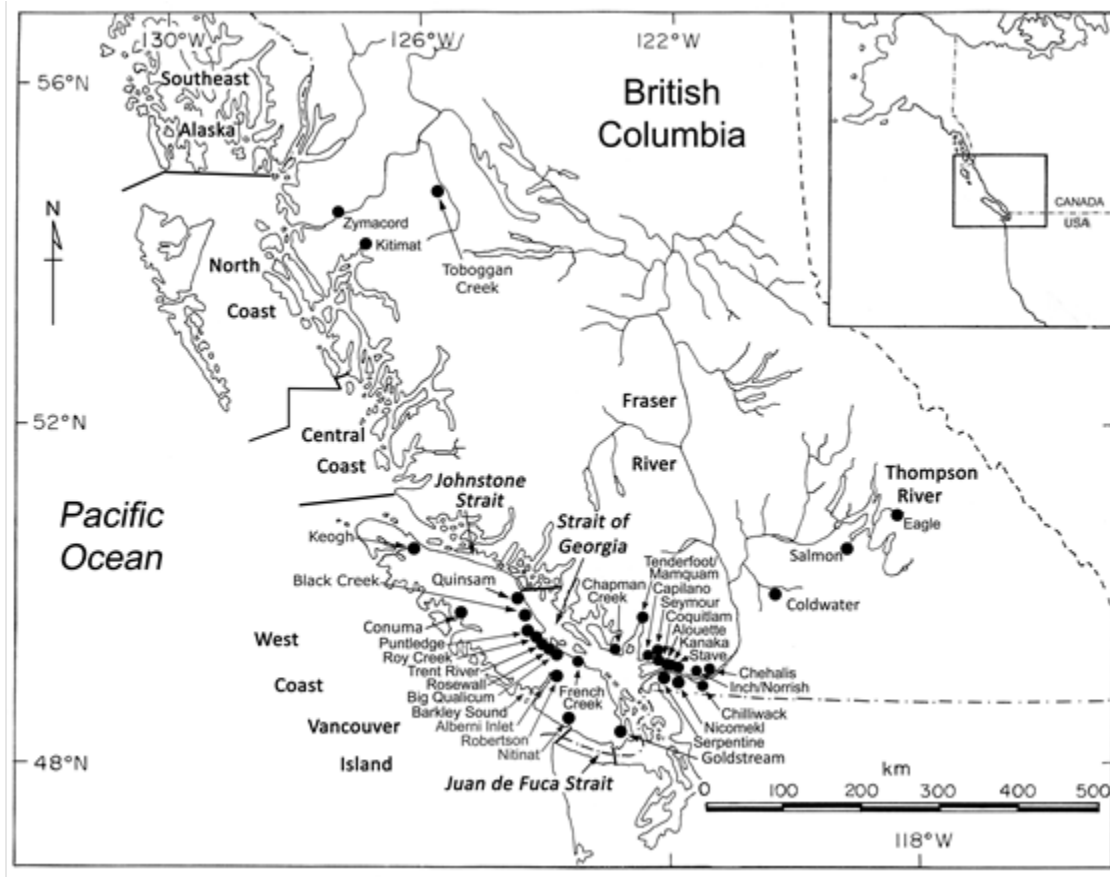 130°W
126°W
122°W
56°N
Southeast
Alaska
British
Columbia
CANADA
USA
N
Zymacord
Kitimat
Toboggan
Creek
North
Coast
52°N
Central
Coast
Fraser
River
Johnstone
Strait
Thompson
River
Eagle
Pacific
Ocean
Strait of
Georgia
Keogh
Salmon
Tenderfoot/
Mamquam
Black Creek
Quinsam
Chapman
Creek
Capilano
Seymour
Coquitlam
Alouette
Kanaka
Stave
Coldwater
Conuma
West
Coast
Vancouver
Island
Puntledge
Roy Creek
Trent River
Rosewall
Big Qualicum
Barkley Sound
Alberni Inlet
Robertson
Nitinat
French
Creek
Chehalis
Inch/Norrish
Chilliwack
Nicomekl
Serpentine
Goldstream
48°N
Juan de Fuca Strait
km
0 100 200 300 400 500
118°W